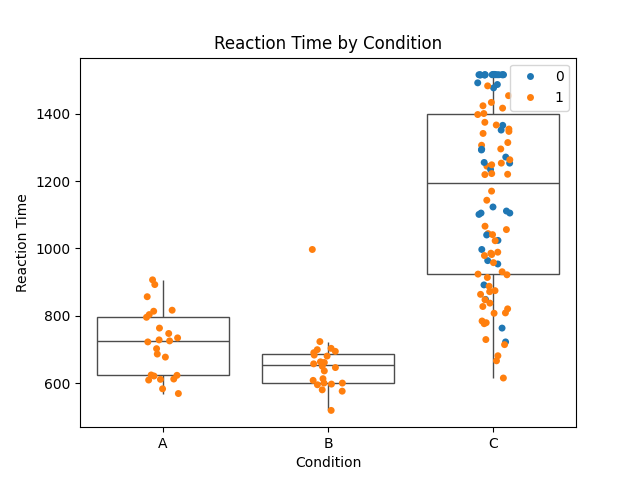 Reaction Time by Condition
0
1
1400
1200
1000
800
600
Reaction Time
A
B
C
Condition